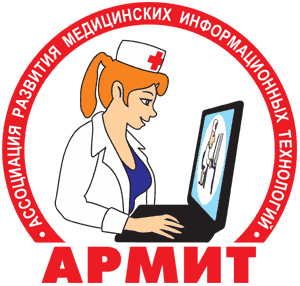 • АССОЦИАЦИЯ РАЗВИТИЯ МЕДИЦИНСКИХ ИНФОРМАЦИОННЫХ ТЕХНОЛОГИЙ •
АРМИТ